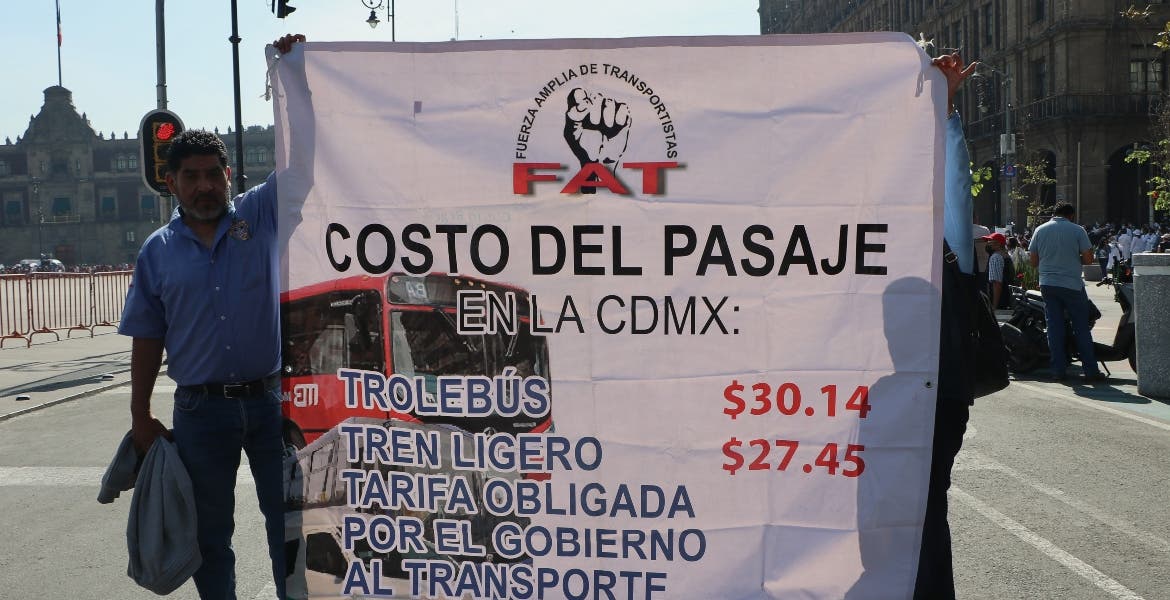 FUERZA AMPLIA DE TRANSPORTISTAS
FAT
COSTO DEL PASAJE
EN LA CDMX:
TROLEBÚS $30.14
TREN LIGERO $27.45
TARIFA OBLIGADA
POR EL GOBIERNO
AL TRANSPORTE